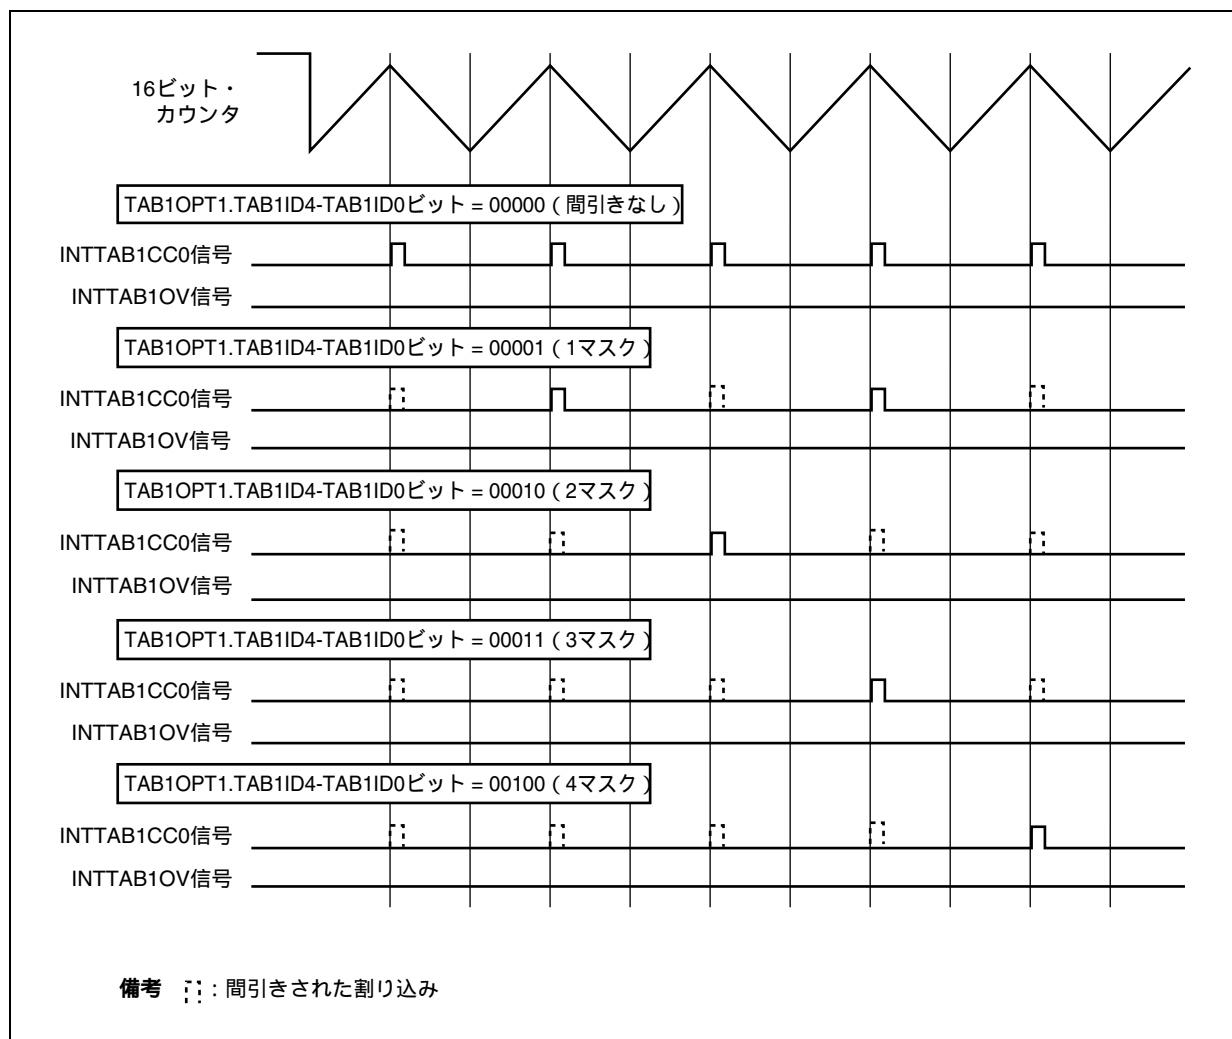 16ビット・
カウンタ
TAB1OPT1.TAB1ID4-TAB1ID0ビット = 00000 ( 間引きなし )
INTTAB1CC0信号
INTTAB1OV信号
TAB1OPT1.TAB1ID4-TAB1ID0ビット = 00001 ( 1マスク )
INTTAB1CC0信号
INTTAB1OV信号
TAB1OPT1.TAB1ID4-TAB1ID0ビット = 00010 ( 2マスク )
INTTAB1CC0信号
INTTAB1OV信号
TAB1OPT1.TAB1ID4-TAB1ID0ビット = 00011 ( 3マスク )
INTTAB1CC0信号
INTTAB1OV信号
TAB1OPT1.TAB1ID4-TAB1ID0ビット = 00100 ( 4マスク )
INTTAB1CC0信号
INTTAB1OV信号
備考 : 間引きされた割り込み